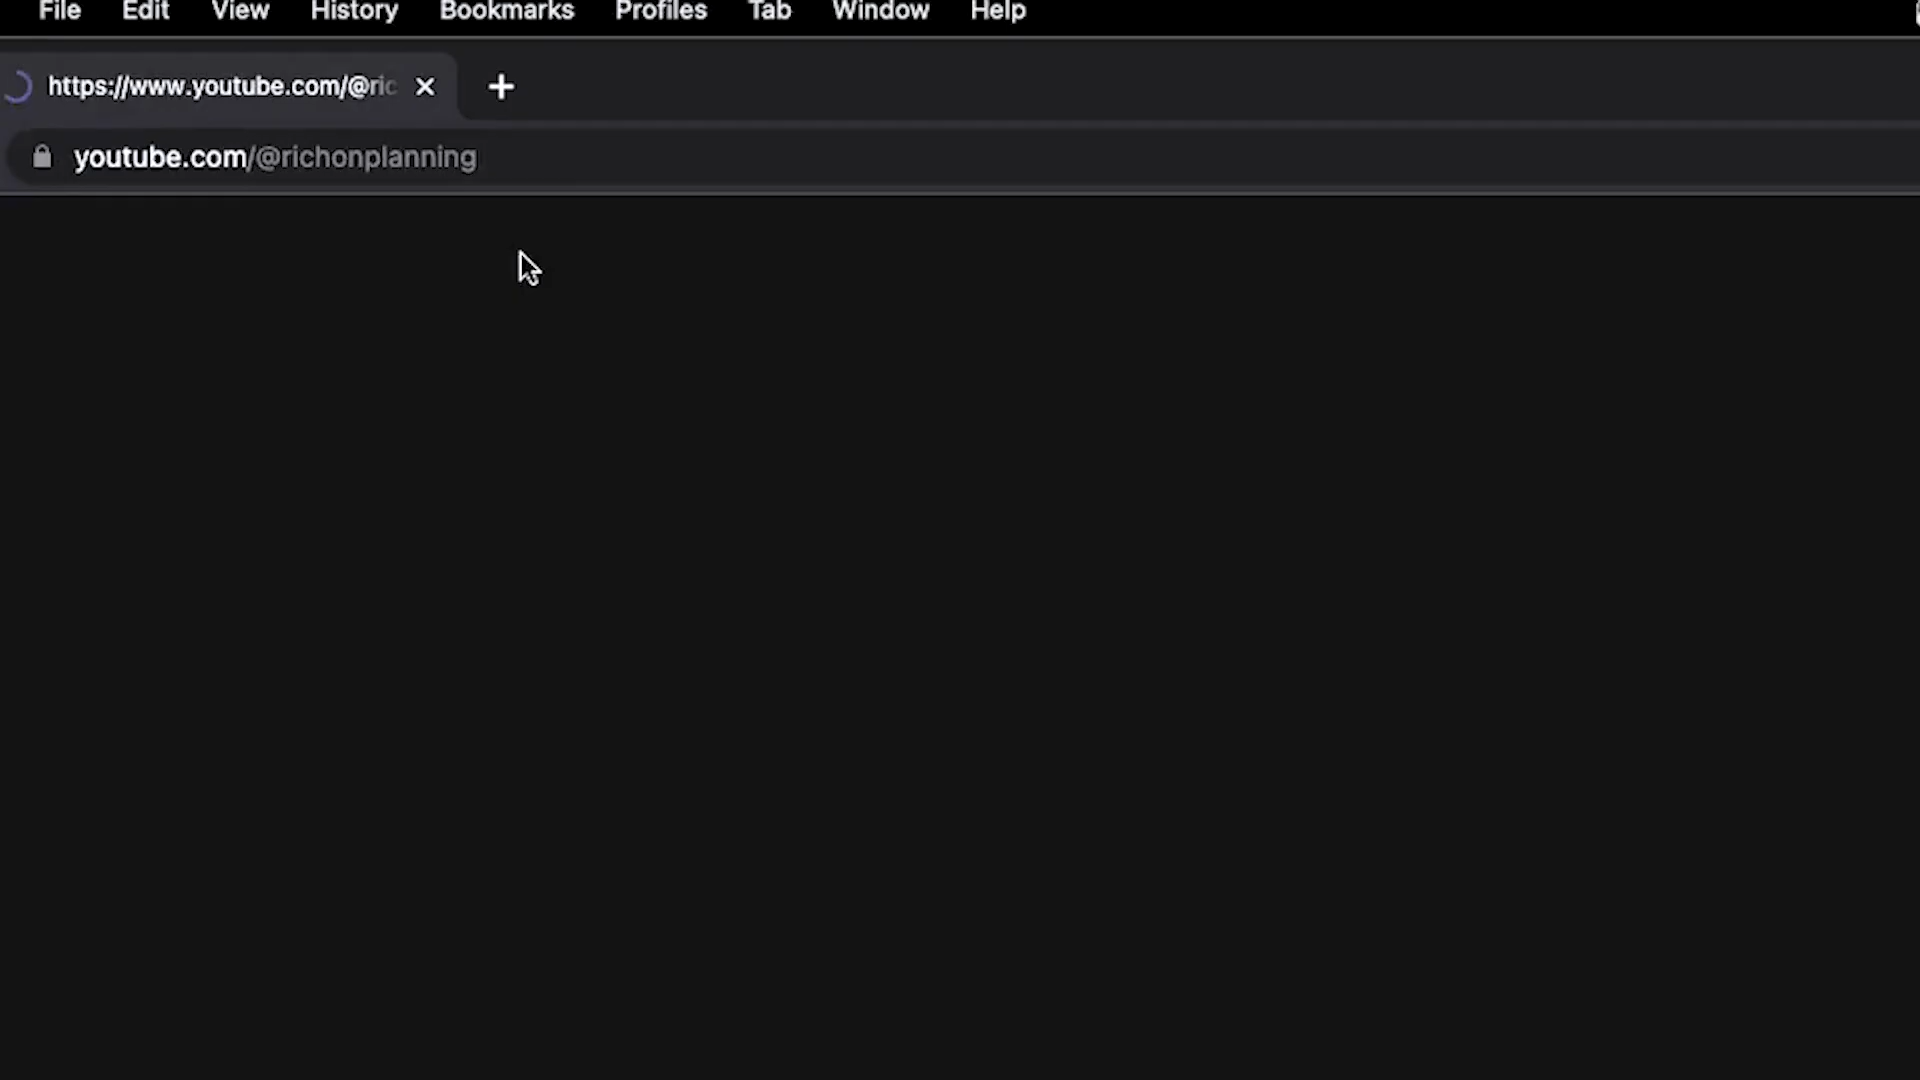 File Edit View History Bookmarks Profiles Tab Window Help
https://www.youtube.com/@ric
youtube.com/@richonplanning